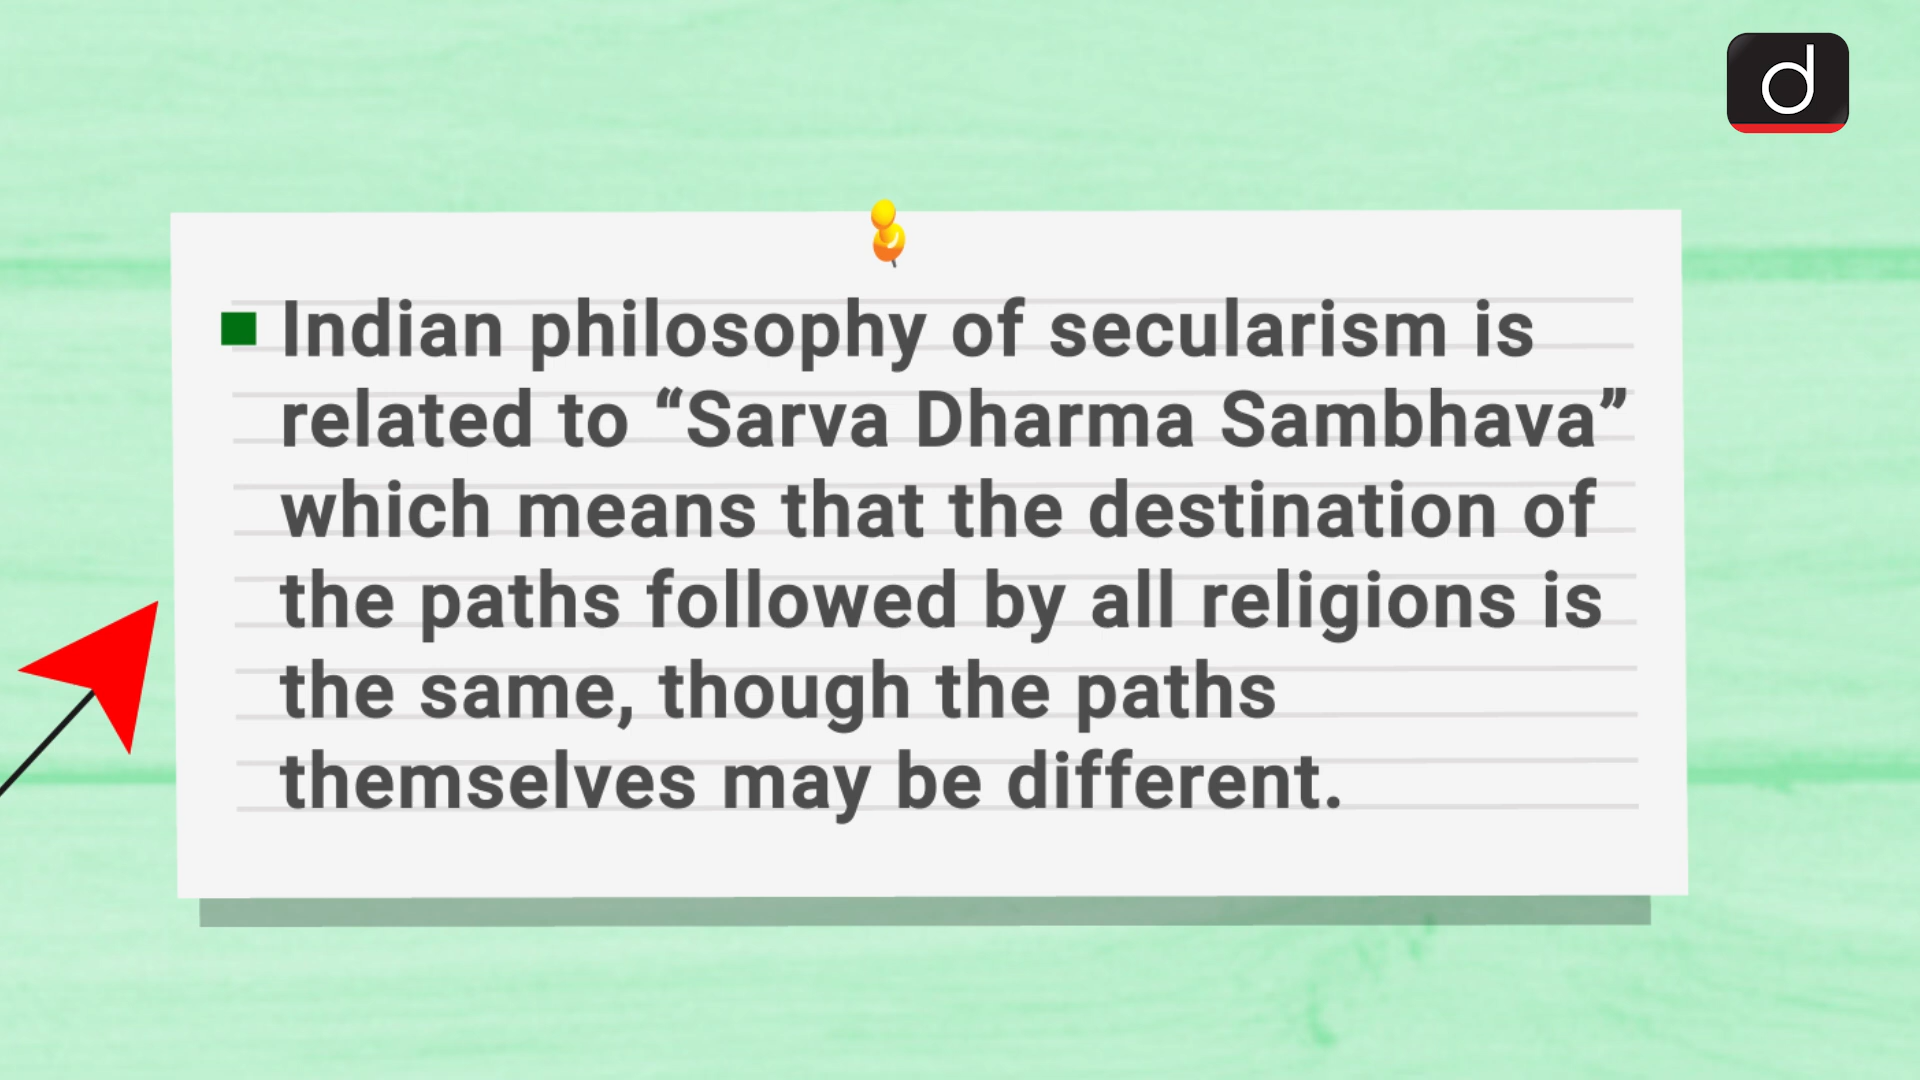 d
Indian philosophy of secularism is
related to “Sarva Dharma Sambhava”
which means that the destination of
the paths followed by all religions is
the same, though the paths
themselves may be different.